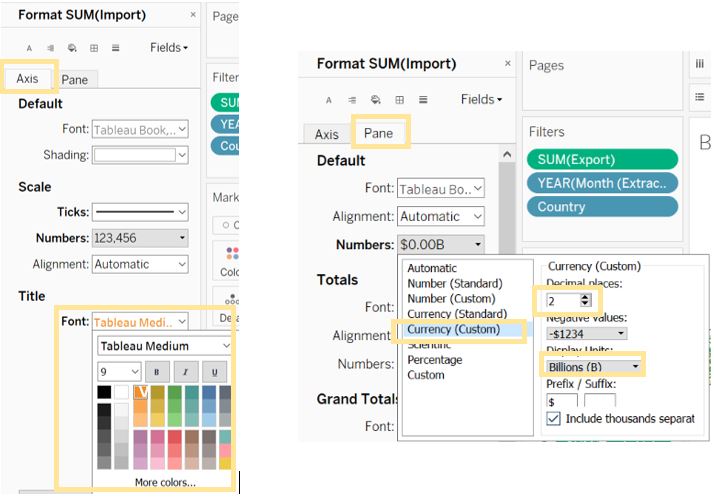 Format SUM(Import) ×
A
Fields
Axis
Pane
Default
Font: Tableau Book,...
Shading:
Scale
Ticks:
Numbers: 123,456
Alignment: Automatic
Title
Font: Tableau Medi...
Tableau Medium
9
B
I
U
More colors...
Page
Filter
SU
YEA
Cou
Mark
Colo
Deta
Format SUM(Import) ×
A
Fields
Axis
Pane
Default
Font: Tableau Bo...
Alignment: Automatic
Numbers: $0.00B
Totals
Font:
Alignment
Numbers:
Grand Totals
Font:
Automatic
Number (Standard)
Number (Custom)
Currency (Standard)
Currency (Custom)
Scientific
Percentage
Custom
Currency (Custom)
Decimal places:
2
Negative values:
-$1234
Display Units:
Billions (B)
Prefix / Suffix:
$
Include thousands separat
Pages
Filters
SUM(Export)
YEAR(Month (Extrac..
Country
B